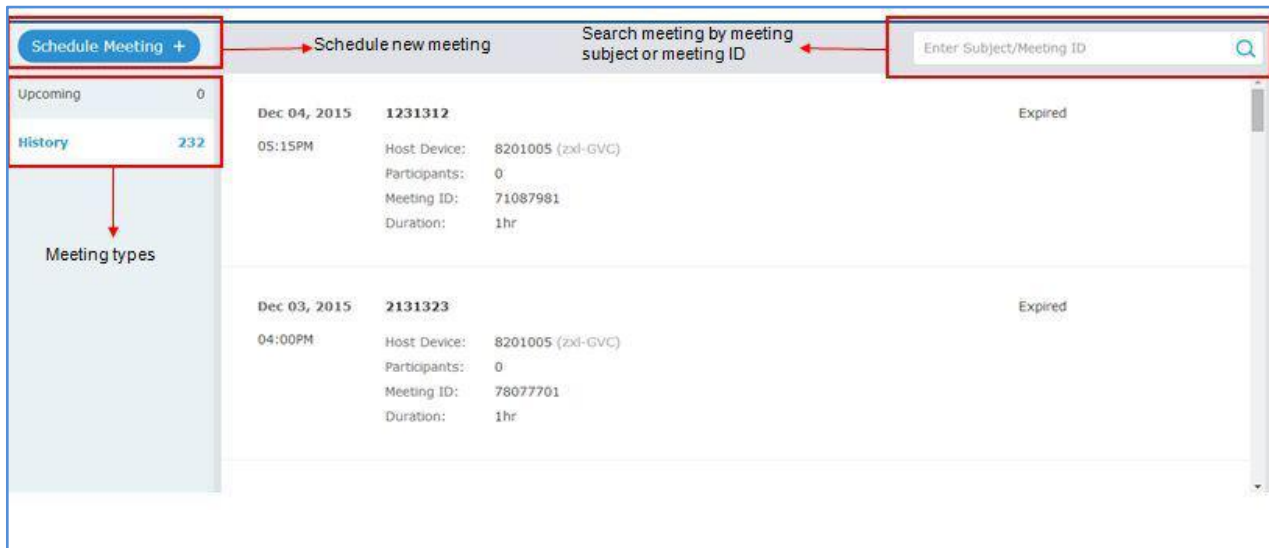 Schedule Meeting +
Schedule new meeting
Search meeting by meeting
subject or meeting ID
Enter Subject/Meeting ID
Upcoming 0
History 232
Meeting types
Dec 04, 2015 1231312 Expired
05:15PM Host Device: 8201005 (zxl-GVC)
Participants: 0
Meeting ID: 71087981
Duration: 1hr
Dec 03, 2015 2131323 Expired
04:00PM Host Device: 8201005 (zxl-GVC)
Participants: 0
Meeting ID: 78077701
Duration: 1hr